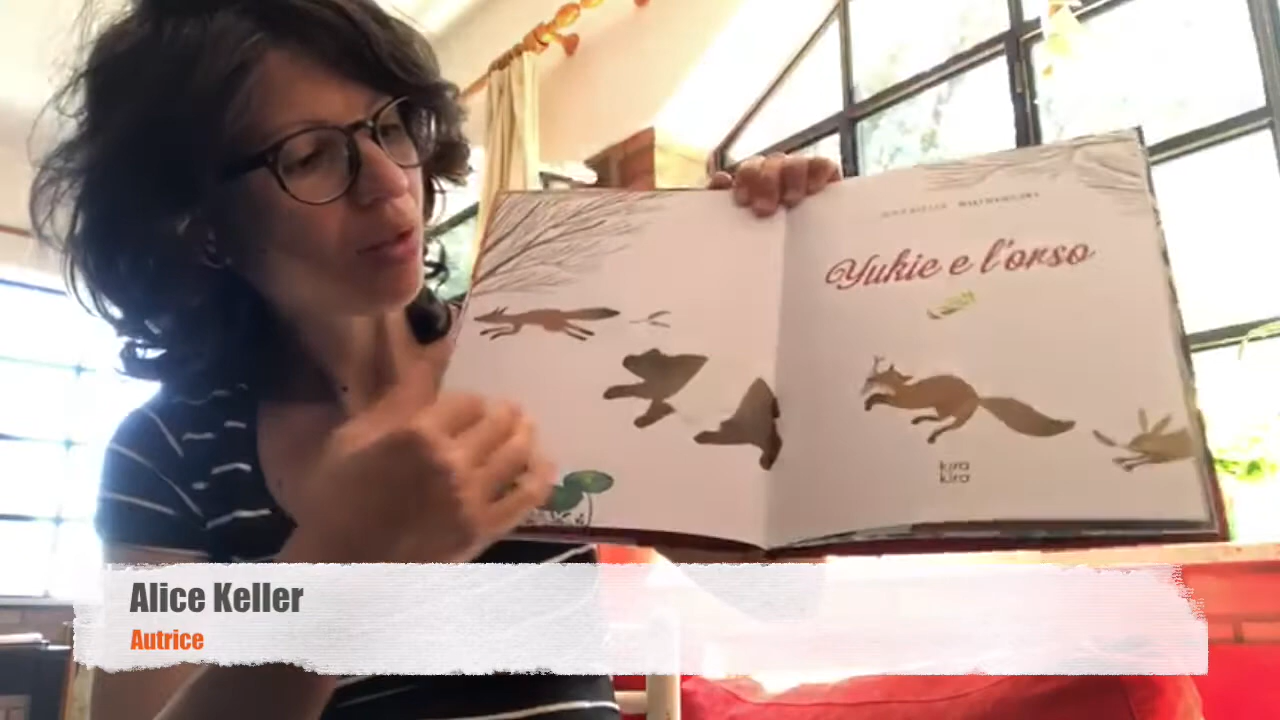 Yukie e l'orso
kira
kira
Alice Keller
Autrice